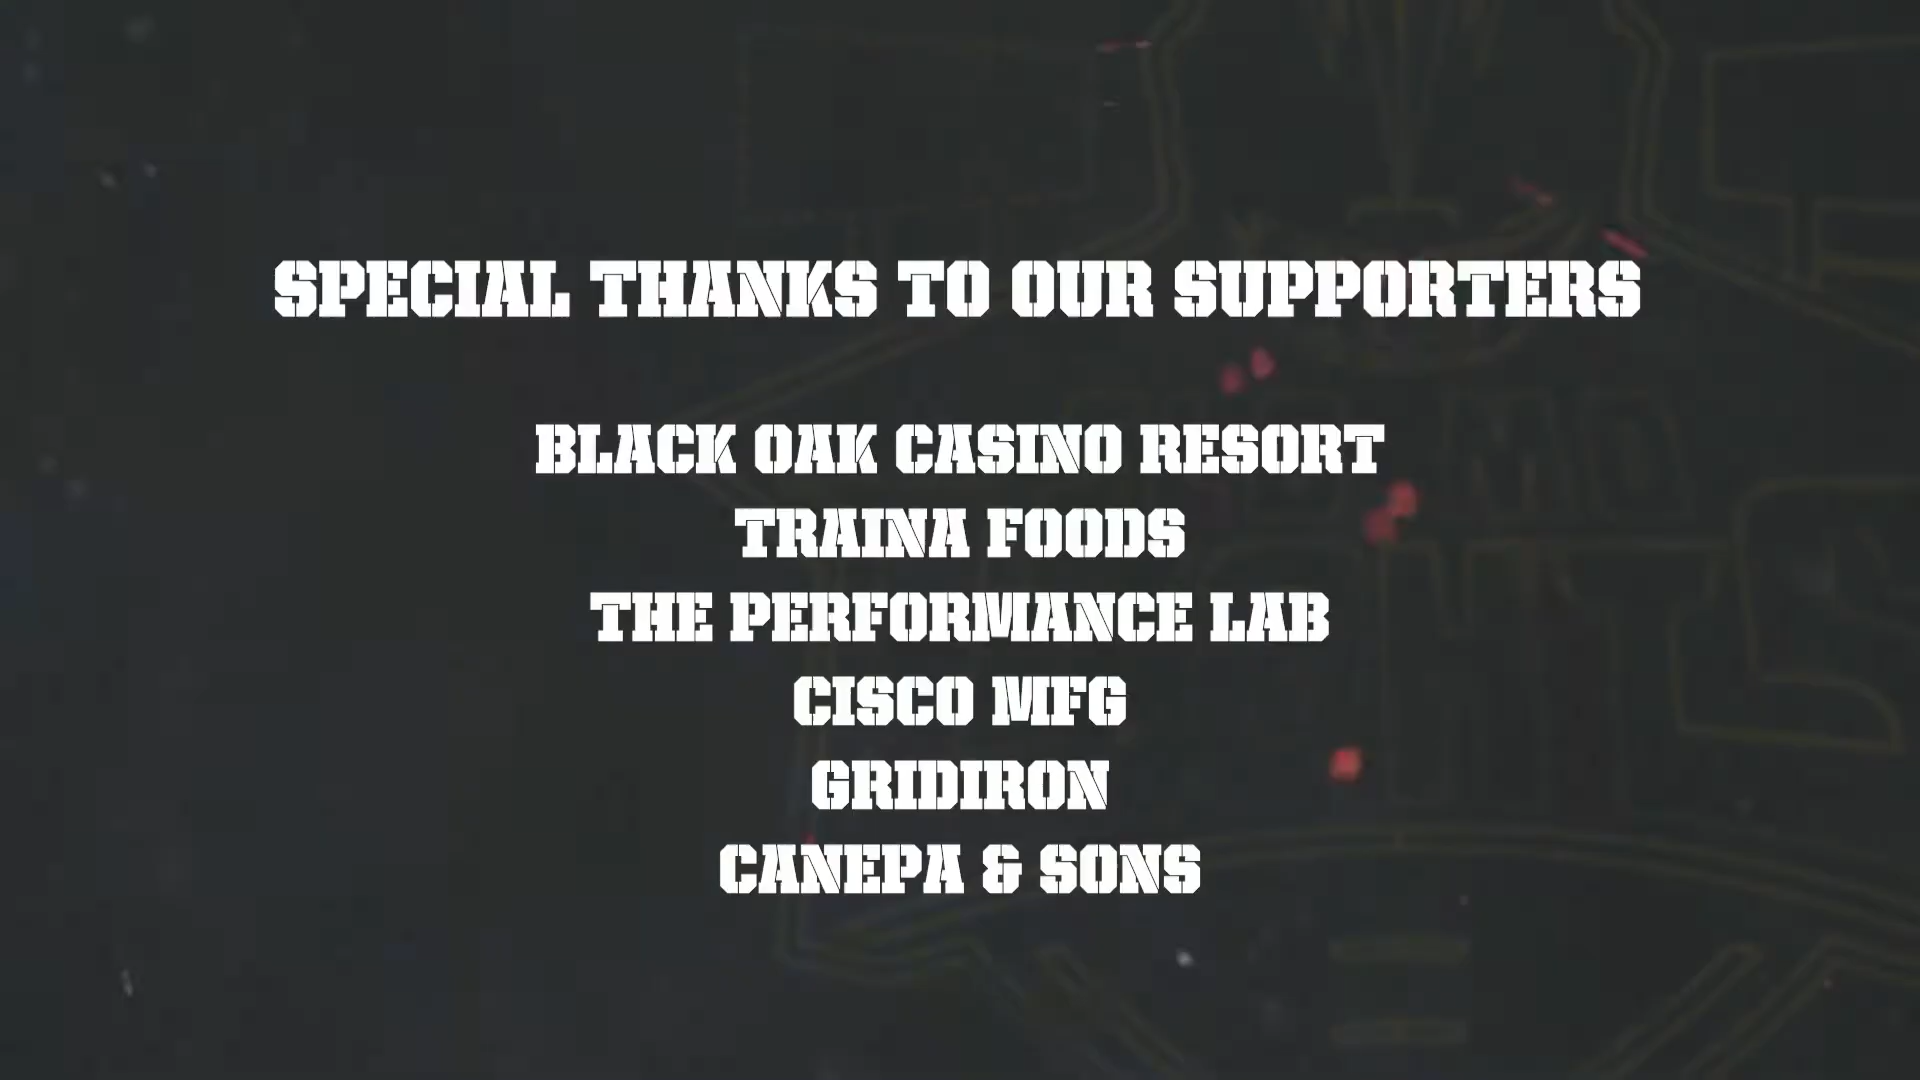 SPECIAL THANKS TO OUR SUPPORTERS
BLACK OAK CASINO RESORT
TRAINA FOODS
THE PERFORMANCE LAB
CISCO MFG
GRIDIRON
CANEPA & SONS